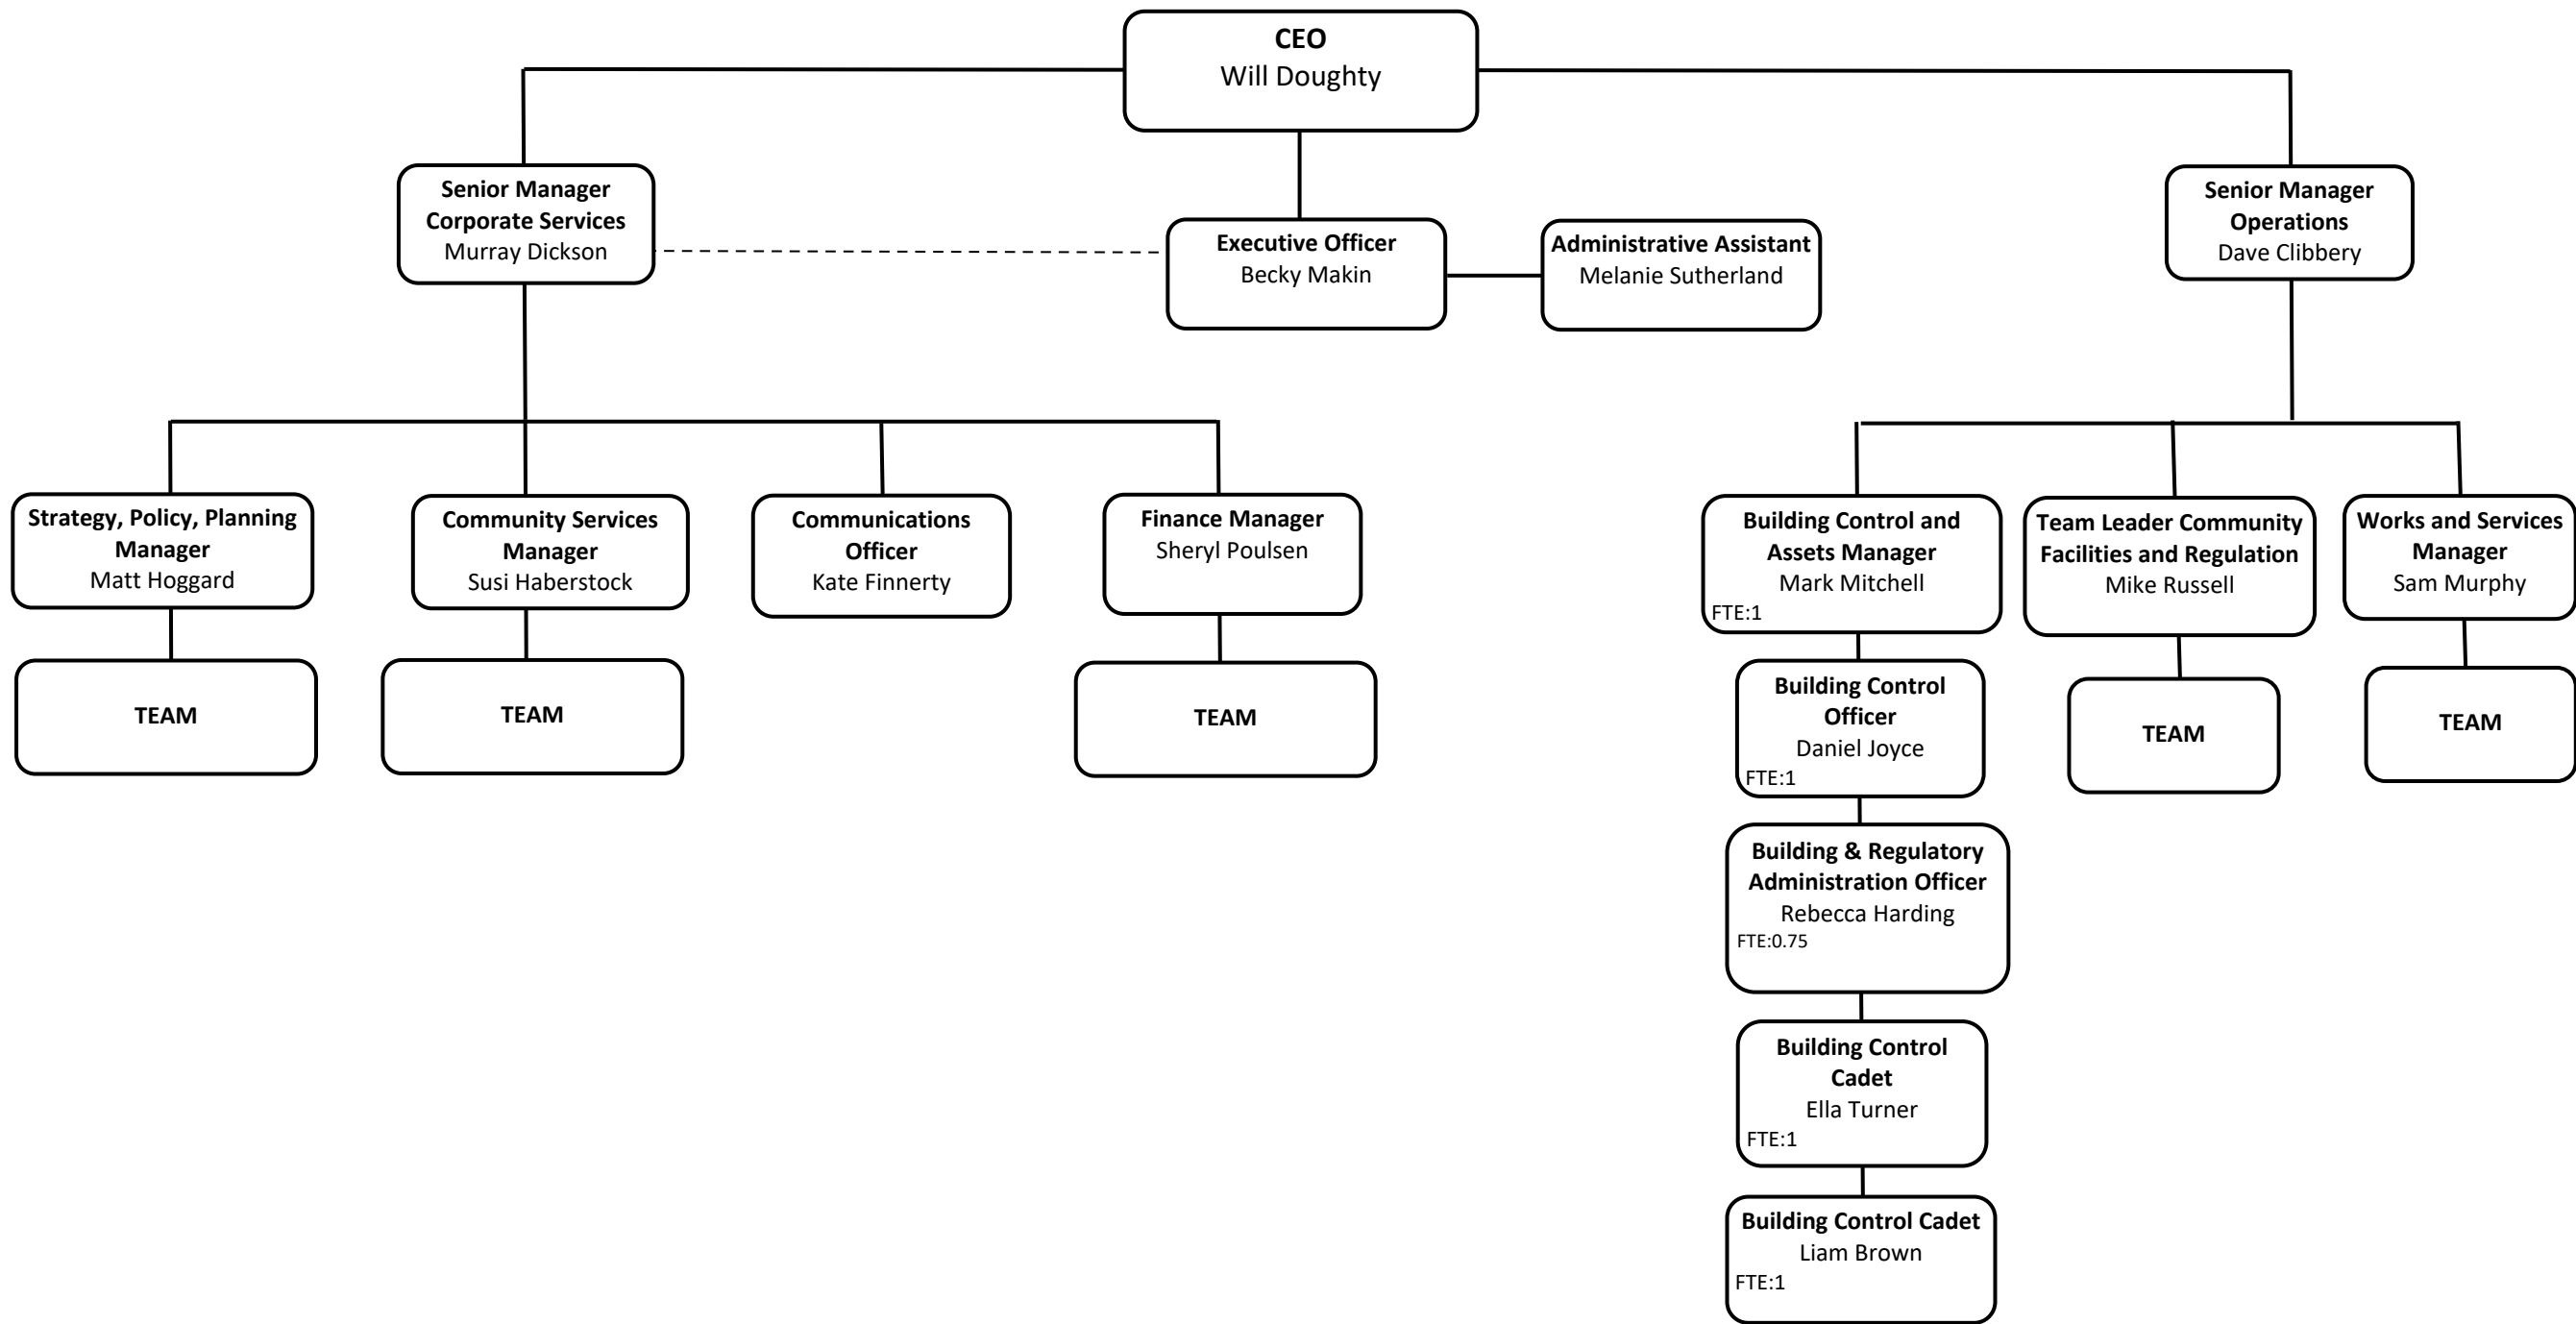 CEO
Will Doughty
Senior Manager
Corporate Services
Murray Dickson
Executive Officer
Becky Makin
Administrative Assistant
Melanie Sutherland
Senior Manager
Operations
Dave Clibbery
Strategy, Policy, Planning
Manager
Matt Hoggard
Community Services
Manager
Susi Haberstock
Communications
Officer
Kate Finnerty
Finance Manager
Sheryl Poulsen
Building Control and
Assets Manager
Mark Mitchell
FTE:1
Team Leader Community
Facilities and Regulation
Mike Russell
Works and Services
Manager
Sam Murphy
TEAM
TEAM
TEAM
Building Control
Officer
Daniel Joyce
FTE:1
TEAM
TEAM
Building & Regulatory
Administration Officer
Rebecca Harding
FTE:0.75
Building Control
Cadet
Ella Turner
FTE:1
Building Control Cadet
Liam Brown
FTE:1